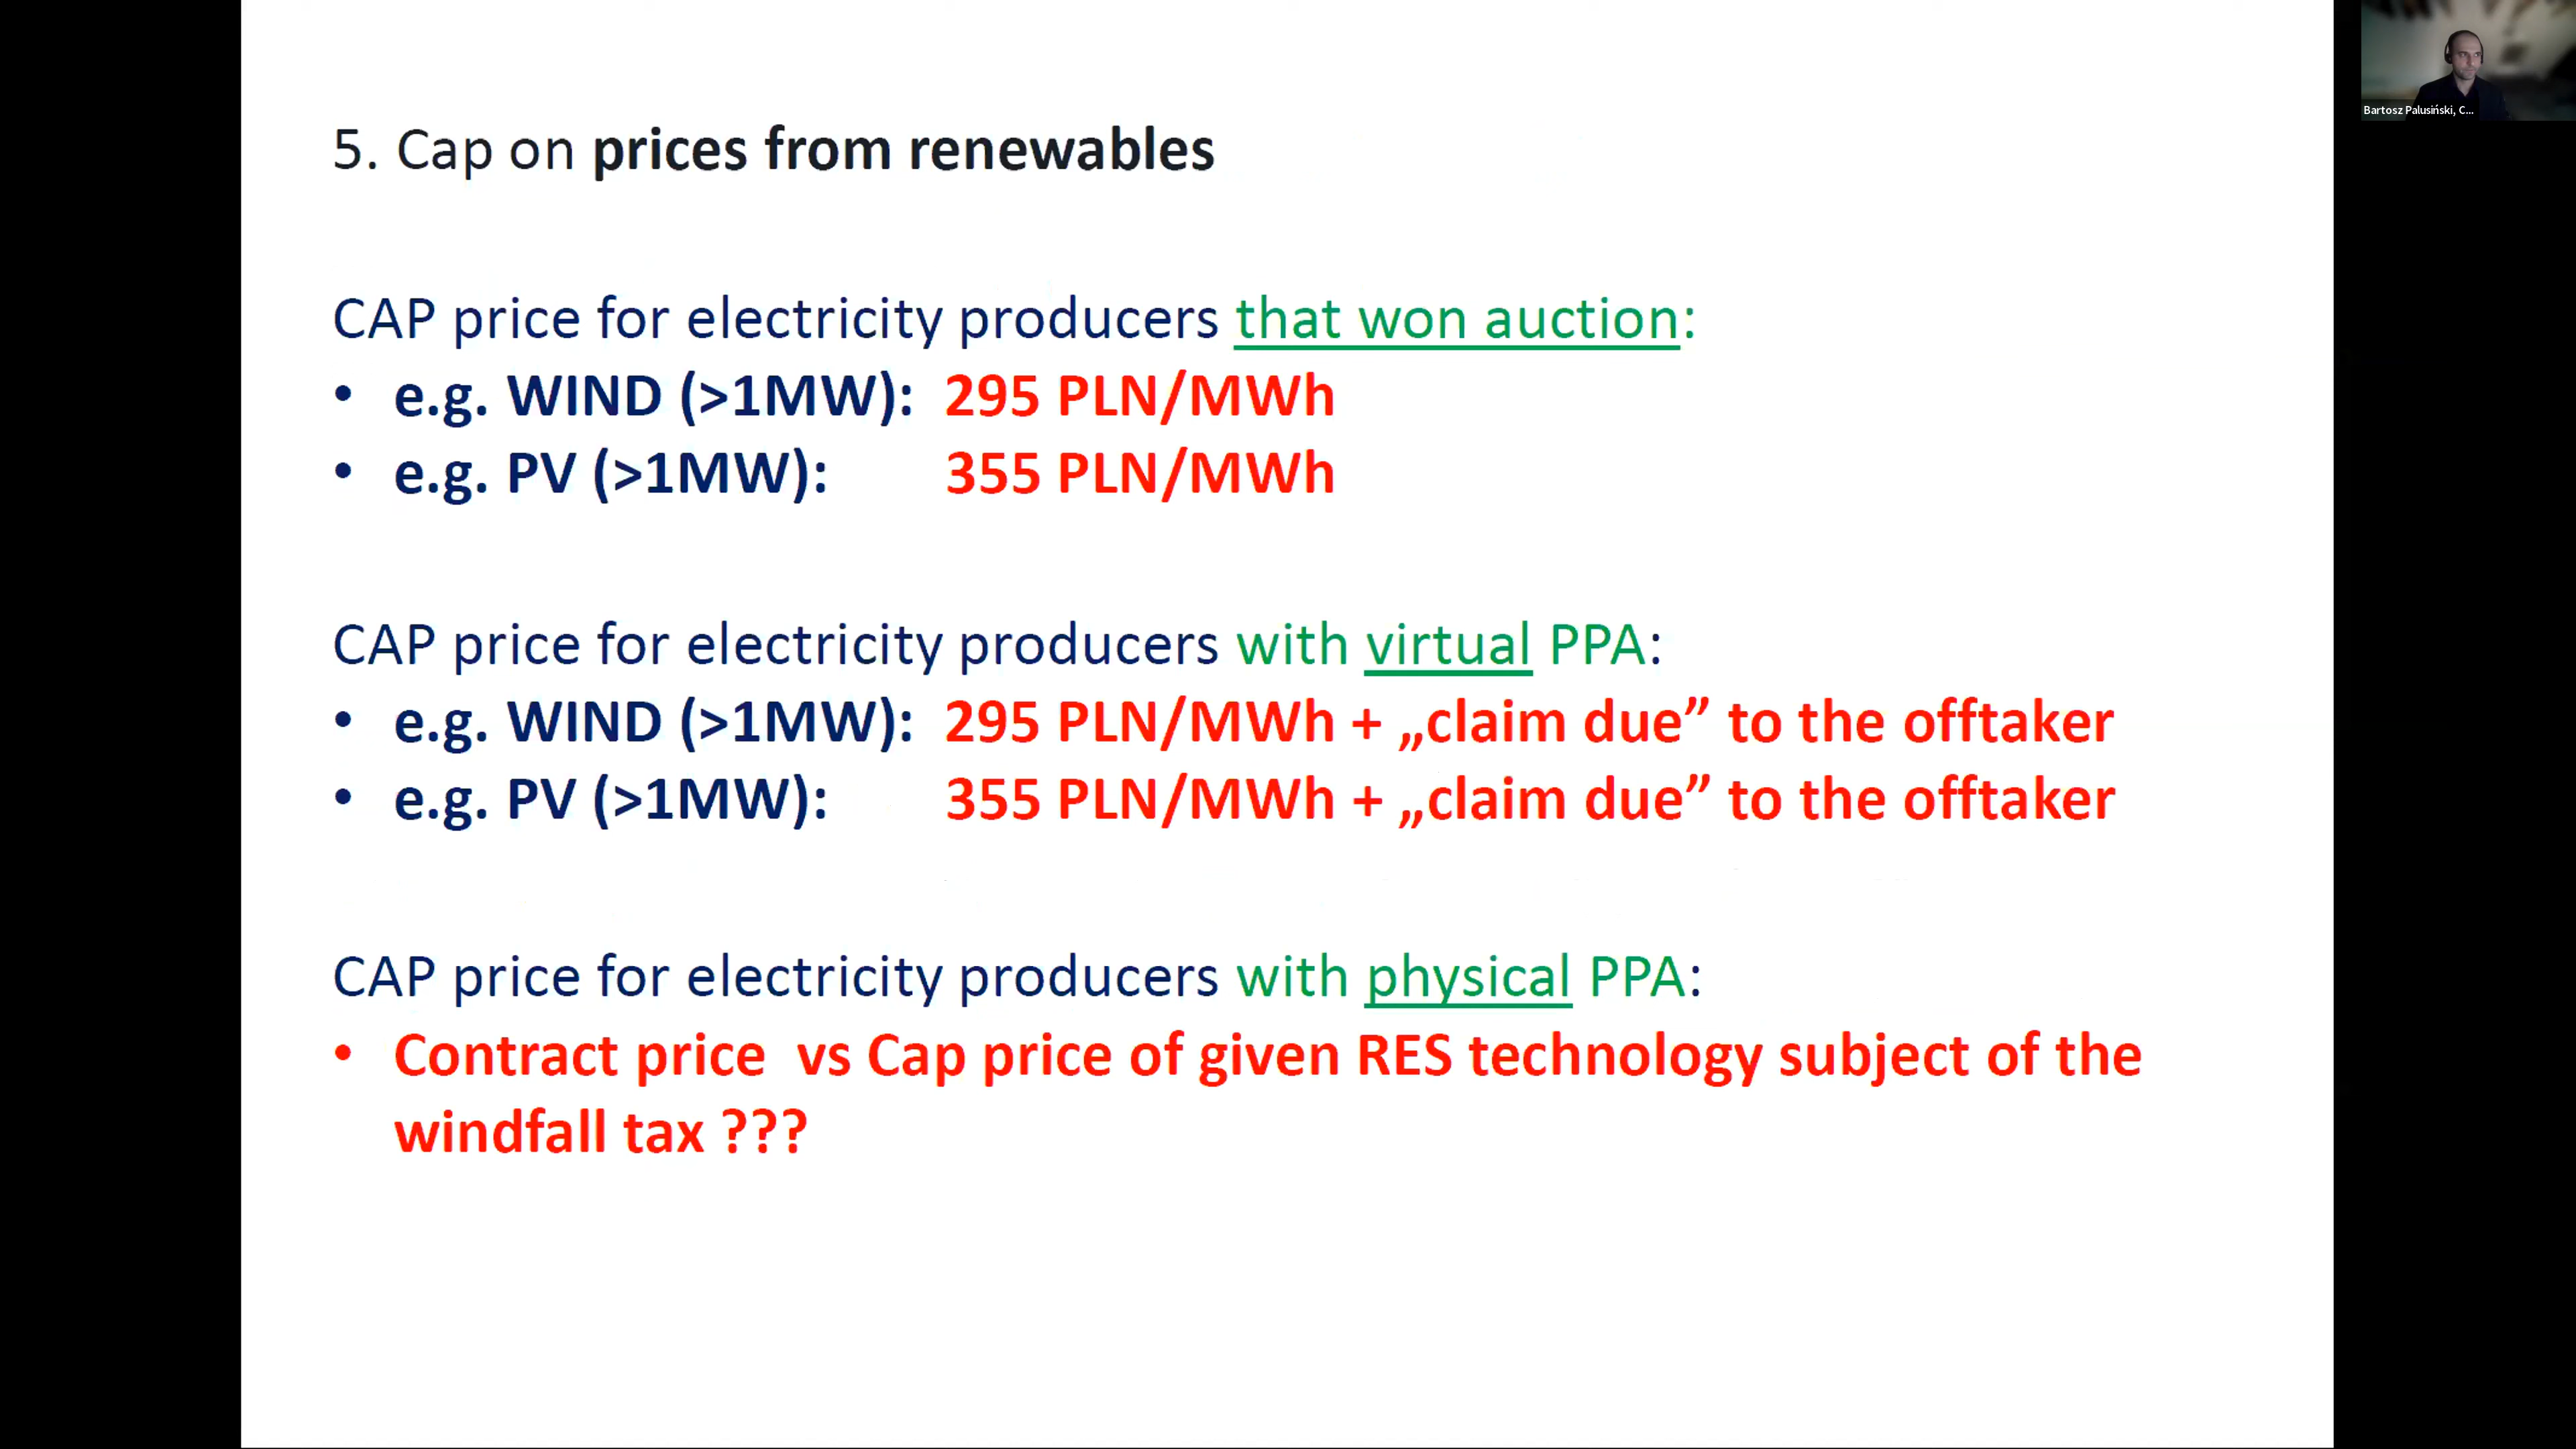 Bartosz Palusiński, C...
5. Cap on prices from renewables
CAP price for electricity producers that won auction:
• e.g. WIND (>1MW): 295 PLN/MWh
• e.g. PV (>1MW): 355 PLN/MWh
CAP price for electricity producers with virtual PPA:
• e.g. WIND (>1MW): 295 PLN/MWh + „claim due” to the offtaker
• e.g. PV (>1MW): 355 PLN/MWh + „claim due” to the offtaker
CAP price for electricity producers with physical PPA:
• Contract price vs Cap price of given RES technology subject of the
windfall tax ???